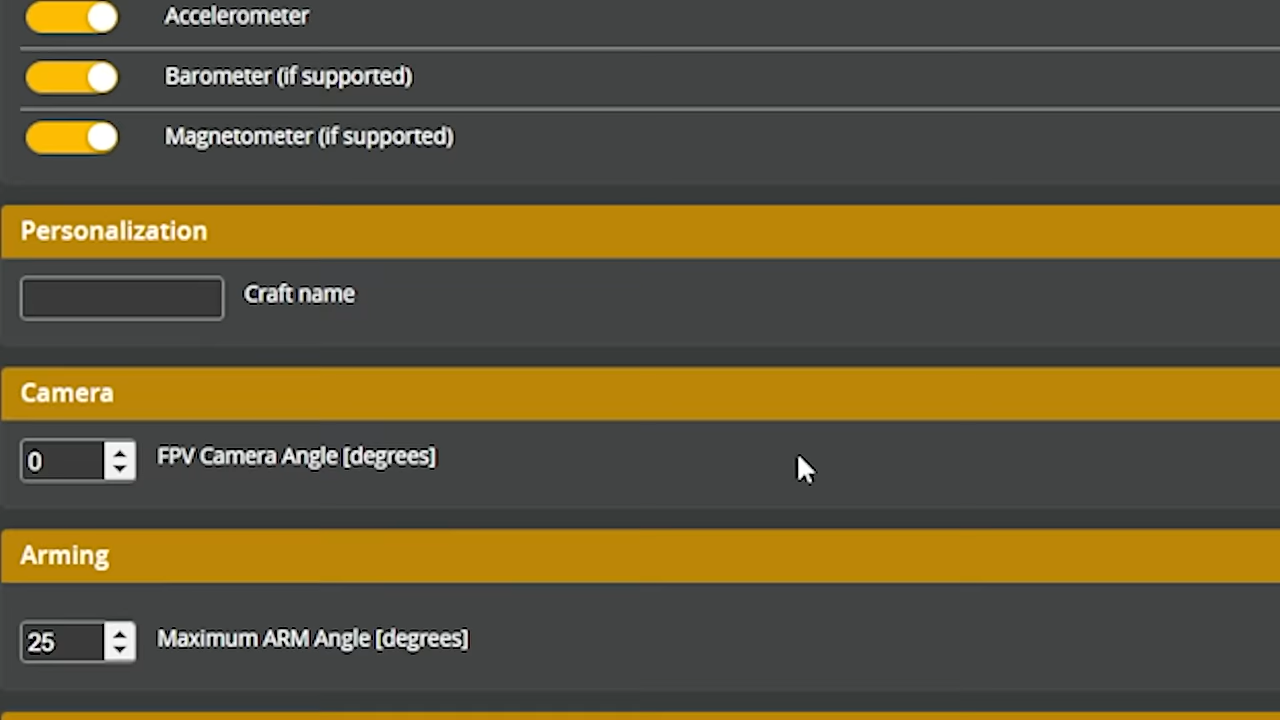 Accelerometer
Barometer (if supported)
Magnetometer (if supported)
Personalization
Craft name
Camera
0 FPV Camera Angle [degrees]
Arming
25 Maximum ARM Angle [degrees]